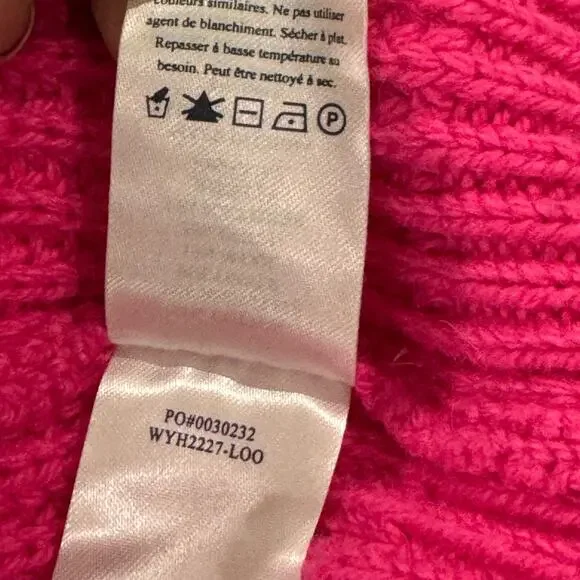 couleurs similaires. Ne pas utiliser
agent de blanchiment. Sécher à plat.
Repasser à basse température au
besoin. Peut être nettoyé à sec.
P
PO#0030232
WYH2227-LOO